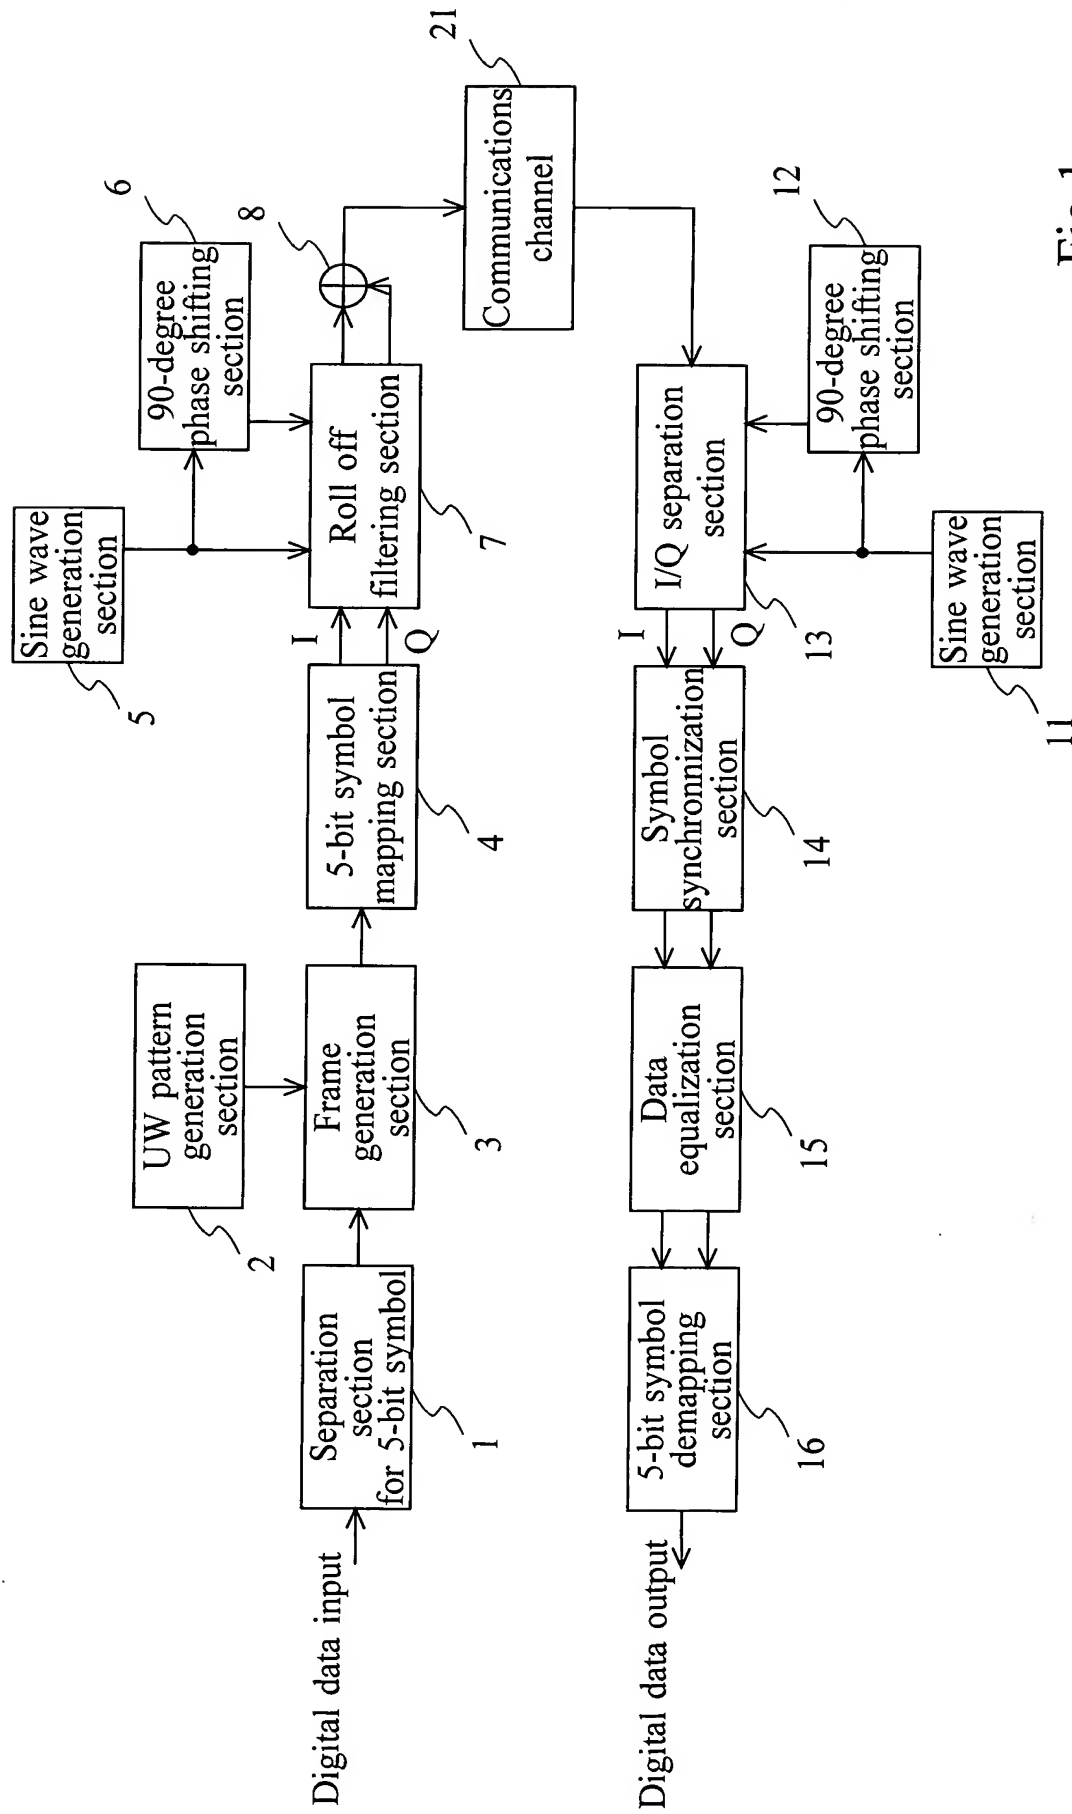 Digital data input
Separation
section
for 5-bit symbol
1
UW pattern
generation
section
2
Frame
generation
section
3
5-bit symbol
mapping section
4
I
Q
Sine wave
generation
section
5
90-degree
phase shifting
section
6
Roll off
filtering section
7
8
Communications
channel
21
Digital data output
5-bit symbol
demapping
section
16
Data
equalization
section
15
Symbol
synchronnization
section
14
I
Q
I/Q separation
section
13
90-degree
phase shifting
section
12
Sine wave
generation
section
11
Fig.1